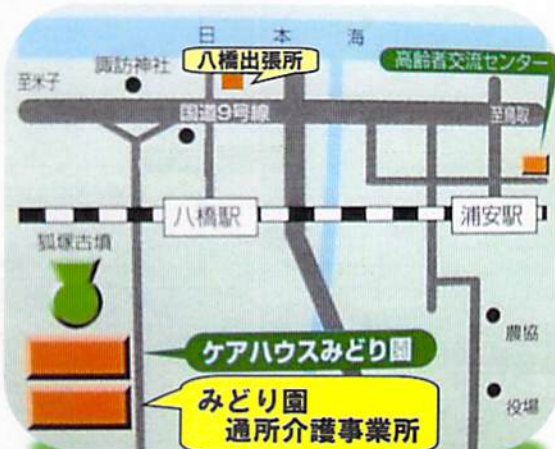 日本海
諏訪神社
八橋出張所
高齢者交流センター
至米子
国道9号線
至鳥取
八橋駅
浦安駅
狐塚古墳
ケアハウスみどり園
農協
みどり園
通所介護事業所
役場